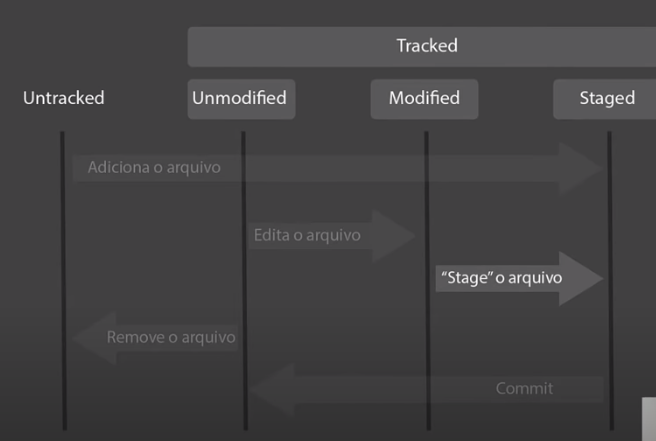 Tracked
Untracked
Unmodified
Modified
Staged
Adiciona o arquivo
Edita o arquivo
“Stage” o arquivo
Remove o arquivo
Commit